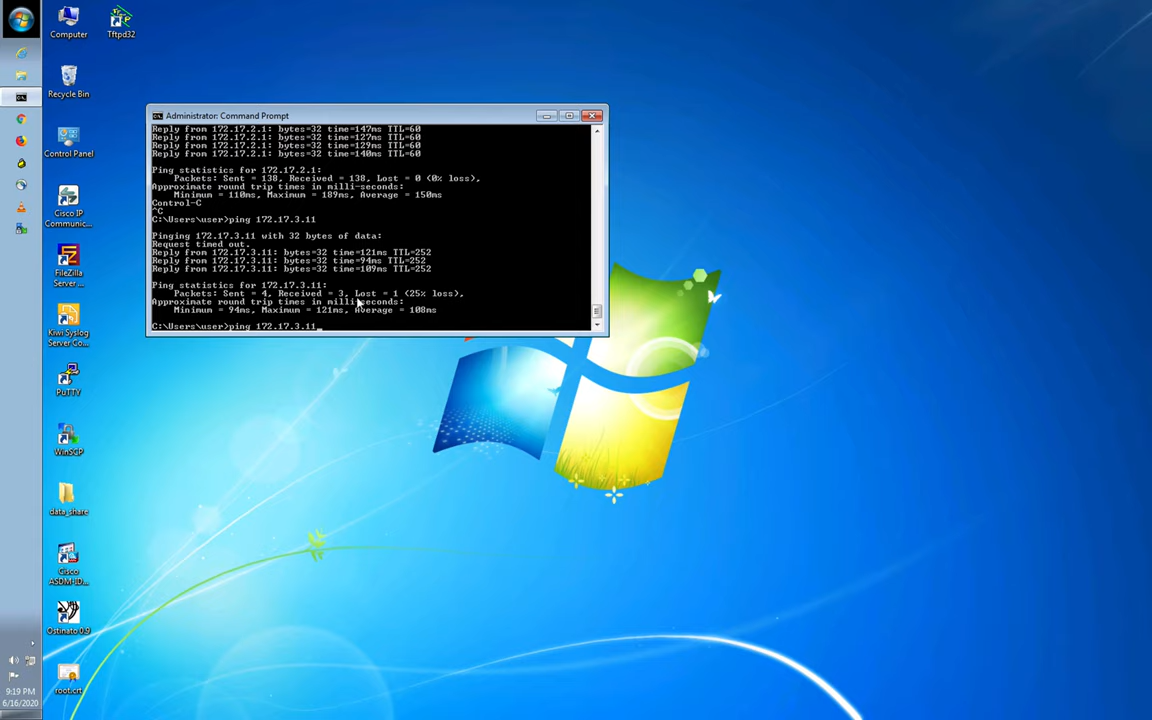 Computer
Tftpd32
Recycle Bin
Control Panel
Cisco IP
Communic...
FileZilla
Server ...
Kiwi Syslog
Server Co...
PuTTY
WinSCP
data_share
Cisco
ASDM-ID...
Ostinato 0.9
root.crt
Administrator: Command Prompt
Reply from 172.17.2.1: bytes=32 time=147ms TTL=60
Reply from 172.17.2.1: bytes=32 time=127ms TTL=60
Reply from 172.17.2.1: bytes=32 time=129ms TTL=60
Reply from 172.17.2.1: bytes=32 time=140ms TTL=60
Ping statistics for 172.17.2.1:
Packets: Sent = 138, Received = 138, Lost = 0 (0% loss),
Approximate round trip times in milli-seconds:
Minimum = 110ms, Maximum = 189ms, Average = 150ms
Control-C
^C
C:\Users\user>ping 172.17.3.11
Pinging 172.17.3.11 with 32 bytes of data:
Request timed out.
Reply from 172.17.3.11: bytes=32 time=121ms TTL=252
Reply from 172.17.3.11: bytes=32 time=94ms TTL=252
Reply from 172.17.3.11: bytes=32 time=109ms TTL=252
Ping statistics for 172.17.3.11:
Packets: Sent = 4, Received = 3, Lost = 1 (25% loss),
Approximate round trip times in milli-seconds:
Minimum = 94ms, Maximum = 121ms, Average = 108ms
C:\Users\user>ping 172.17.3.11
9:19 PM
6/16/2020